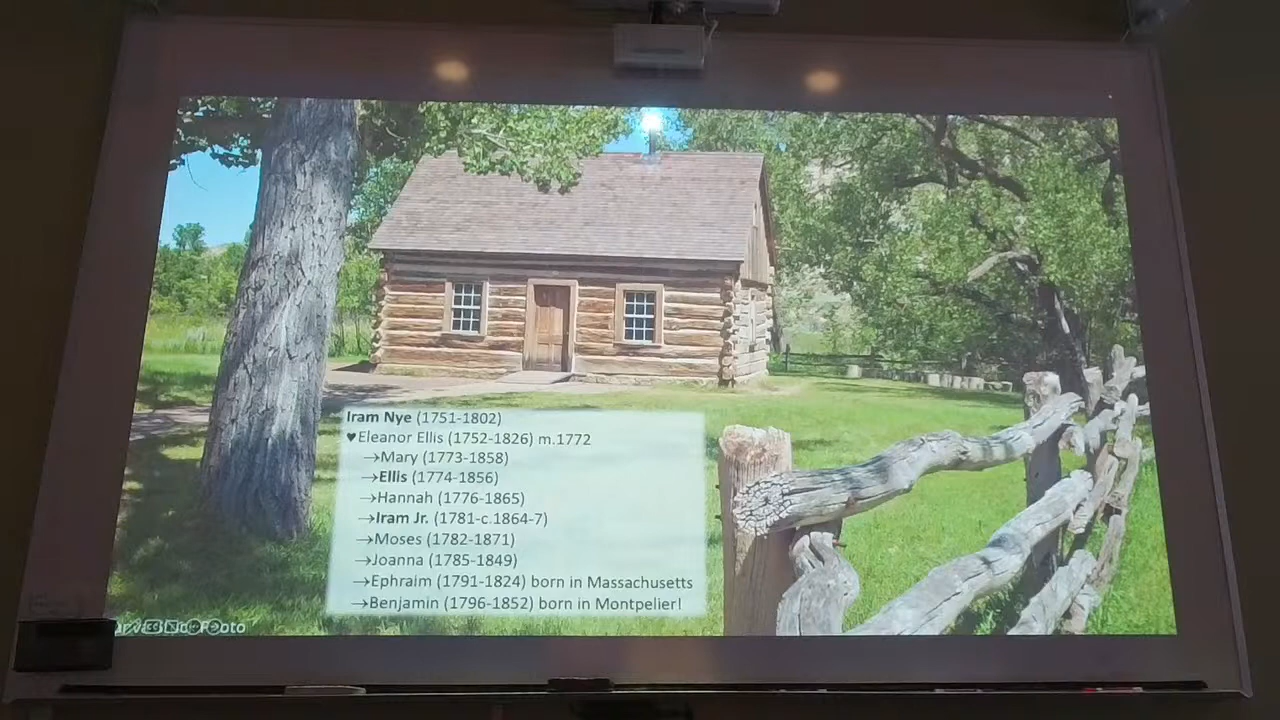 Iram Nye (1751-1802)
♥Eleanor Ellis (1752-1826) m.1772
→Mary (1773-1858)
→Ellis (1774-1856)
→Hannah (1776-1865)
→Iram Jr. (1781-c.1864-7)
→Moses (1782-1871)
→Joanna (1785-1849)
→Ephraim (1791-1824) born in Massachusetts
→Benjamin (1796-1852) born in Montpelier!